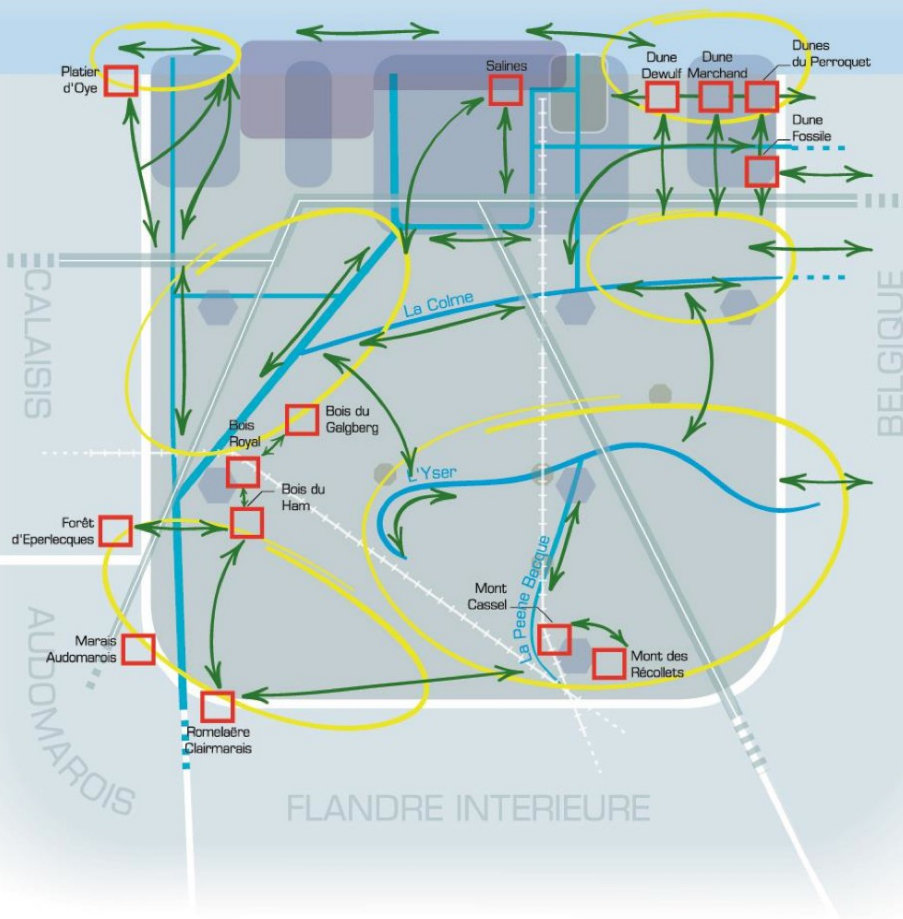 Platier
d'Oye
Salines
Dune
Dewulf
Dune
Marchand
Dunes
du Perroquet
Dune
Fossile
CALAISIS
BELGIQUE
La Colme
Bois du
Galgberg
Bois
Royal
Bois du
Ham
L'Yser
Forêt
d'Eperlecques
La Peene Becque
Mont
Cassel
Mont des
Récollets
Marais
Audomarois
AUDOMAROIS
Romelaëre
Clairmarais
FLANDRE INTERIEURE